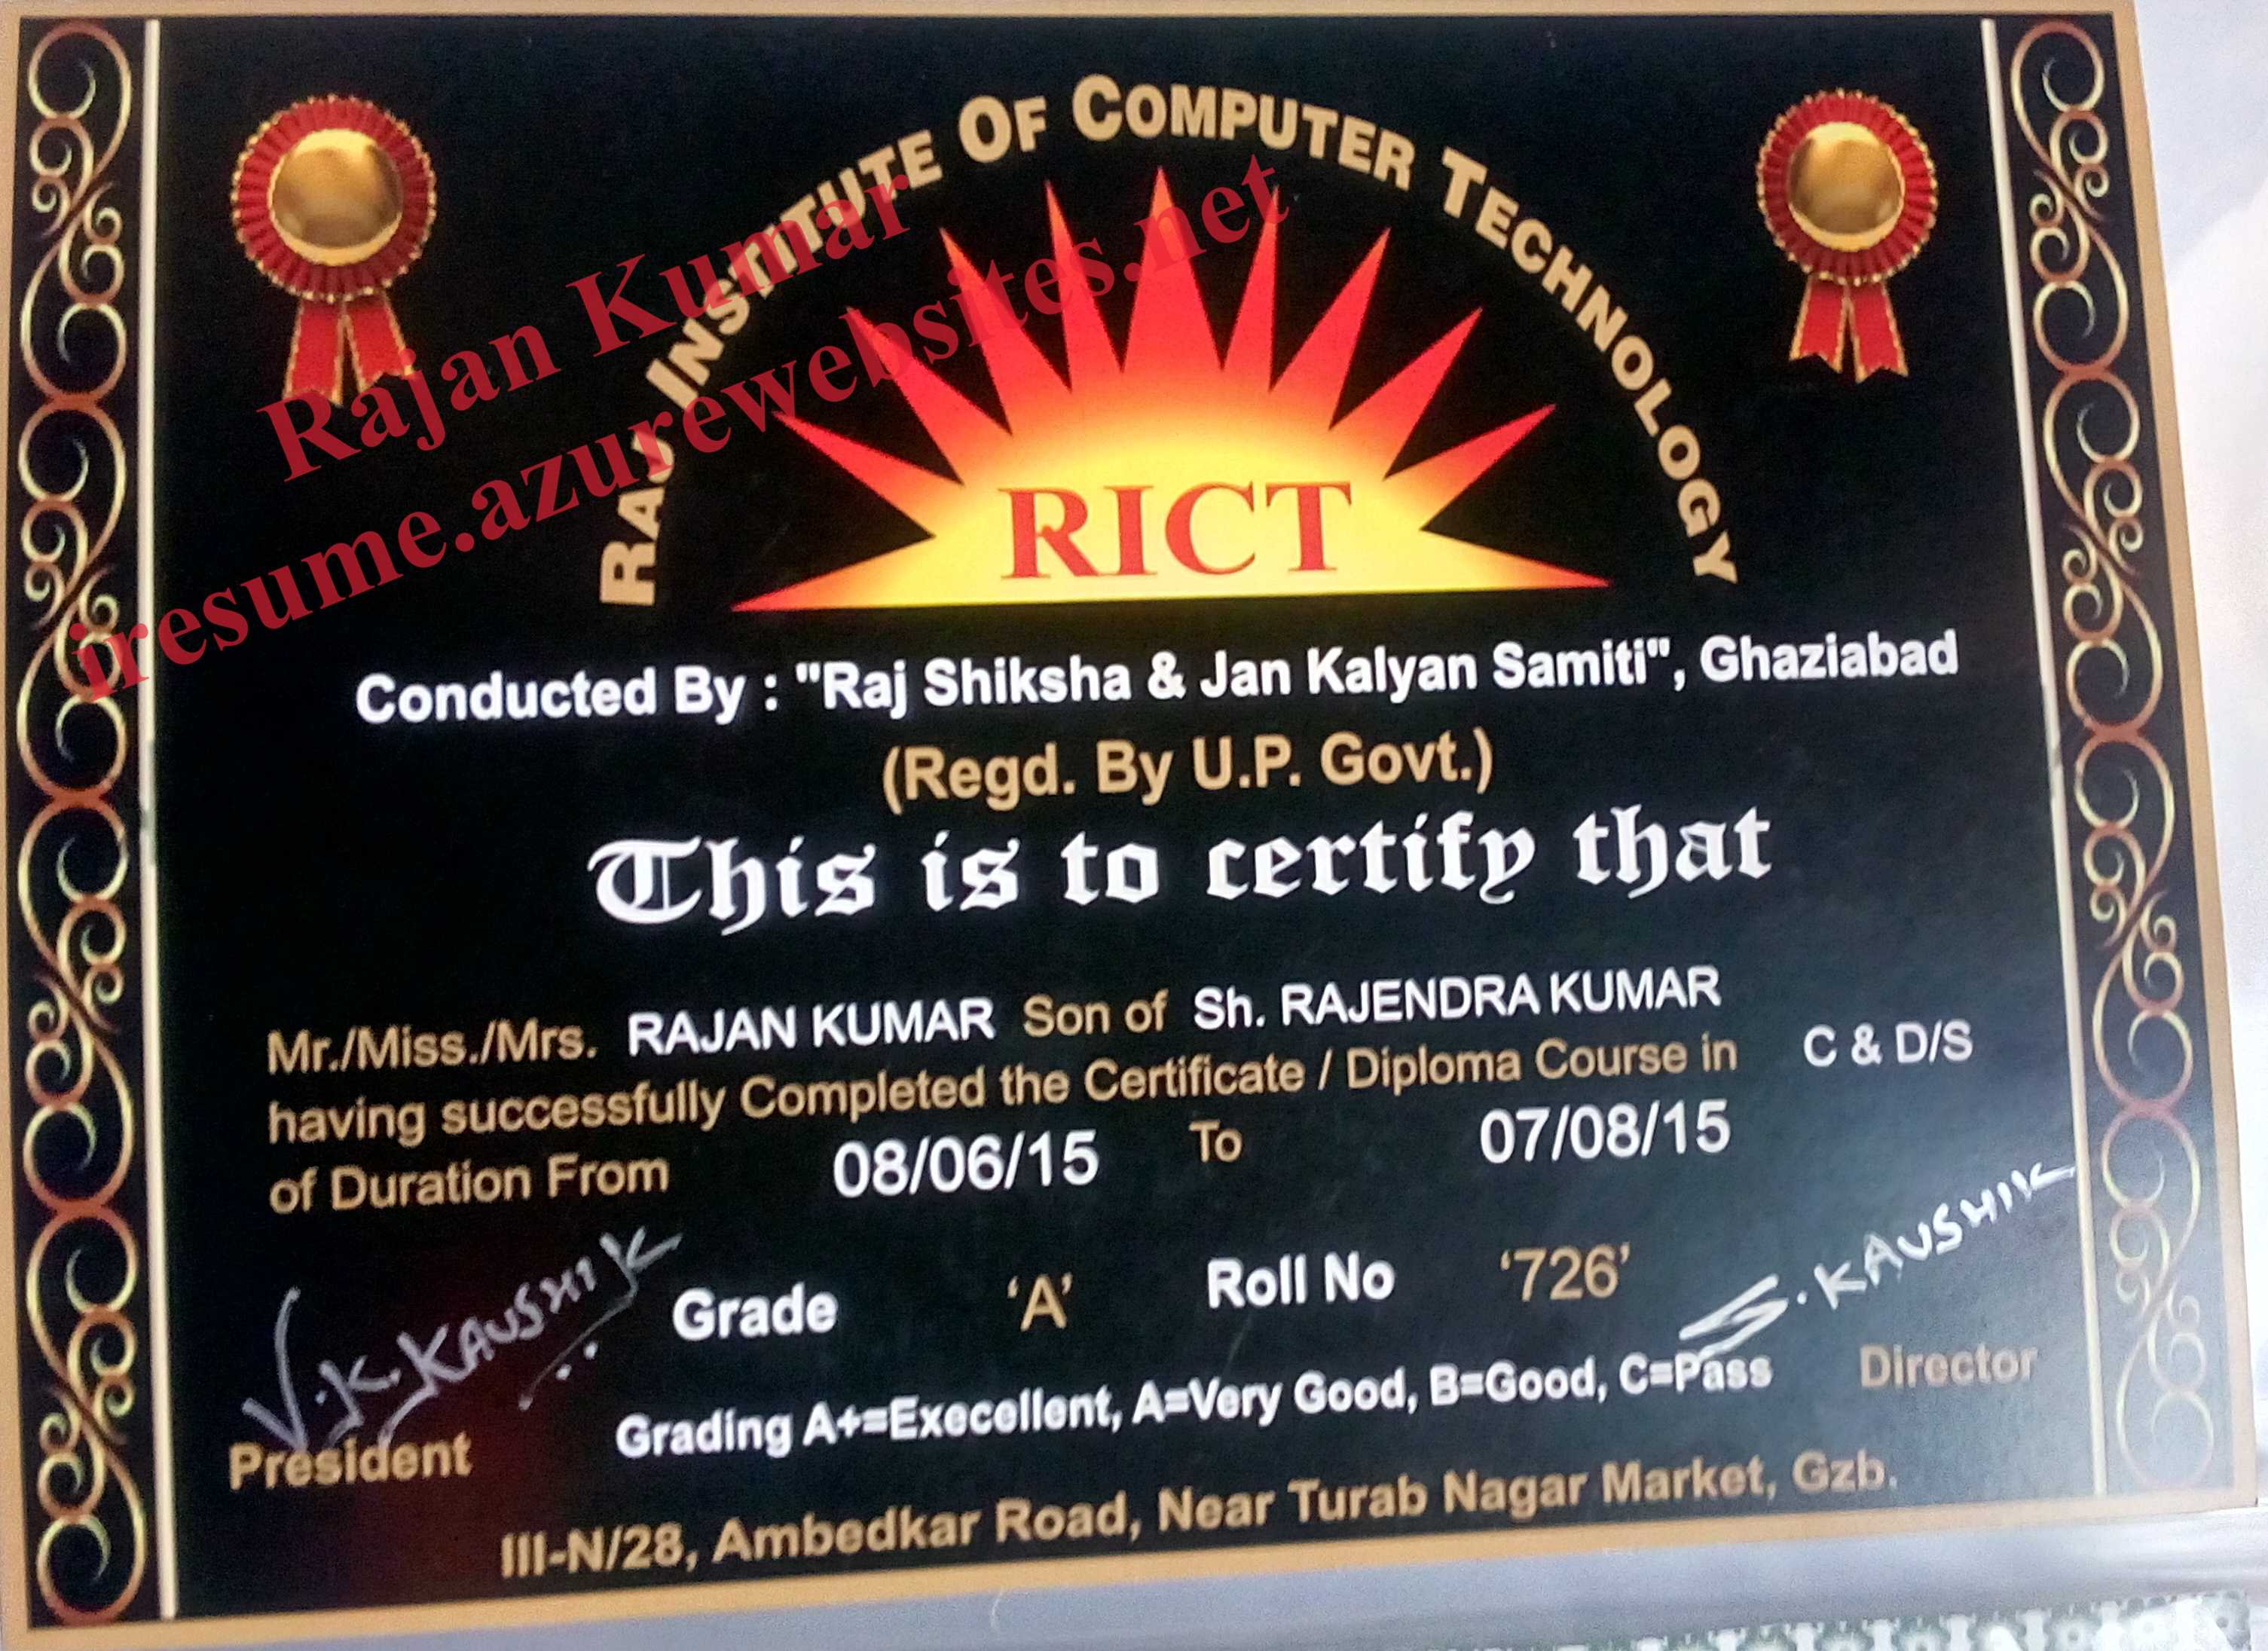 RAJ INSTITUTE OF COMPUTER TECHNOLOGY
Rajan Kumar
iresume.azurewebsites.net
RICT
Conducted By : "Raj Shiksha & Jan Kalyan Samiti", Ghaziabad
(Regd. By U.P. Govt.)
This is to certify that
Mr./Miss./Mrs. RAJAN KUMAR Son of Sh. RAJENDRA KUMAR
having successfully Completed the Certificate / Diploma Course in C & D/S
of Duration From 08/06/15 To 07/08/15
V.K.KAUSHIK
S.KAUSHIK
Grade 'A' Roll No '726'
President
Director
Grading A+=Execellent, A=Very Good, B=Good, C=Pass
III-N/28, Ambedkar Road, Near Turab Nagar Market, Gzb.